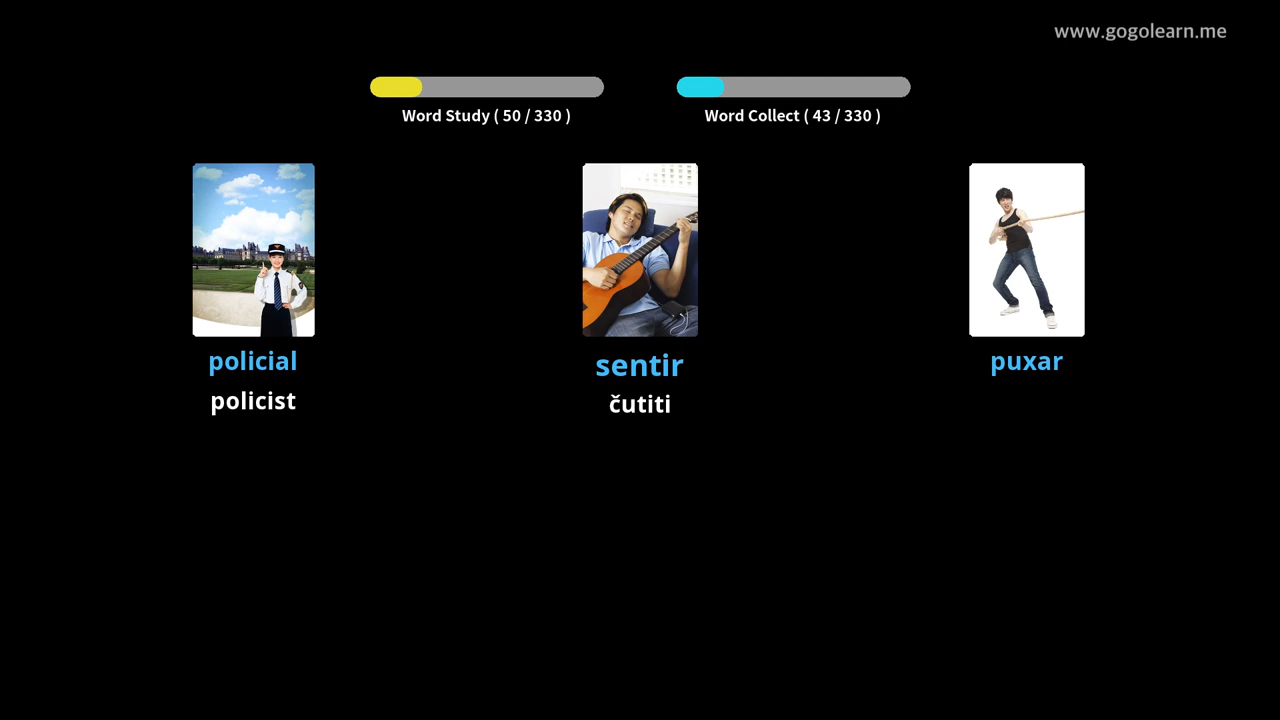 www.gogolearn.me
Word Study ( 50 / 330 )
Word Collect ( 43 / 330 )
policial
policist
sentir
čutiti
puxar